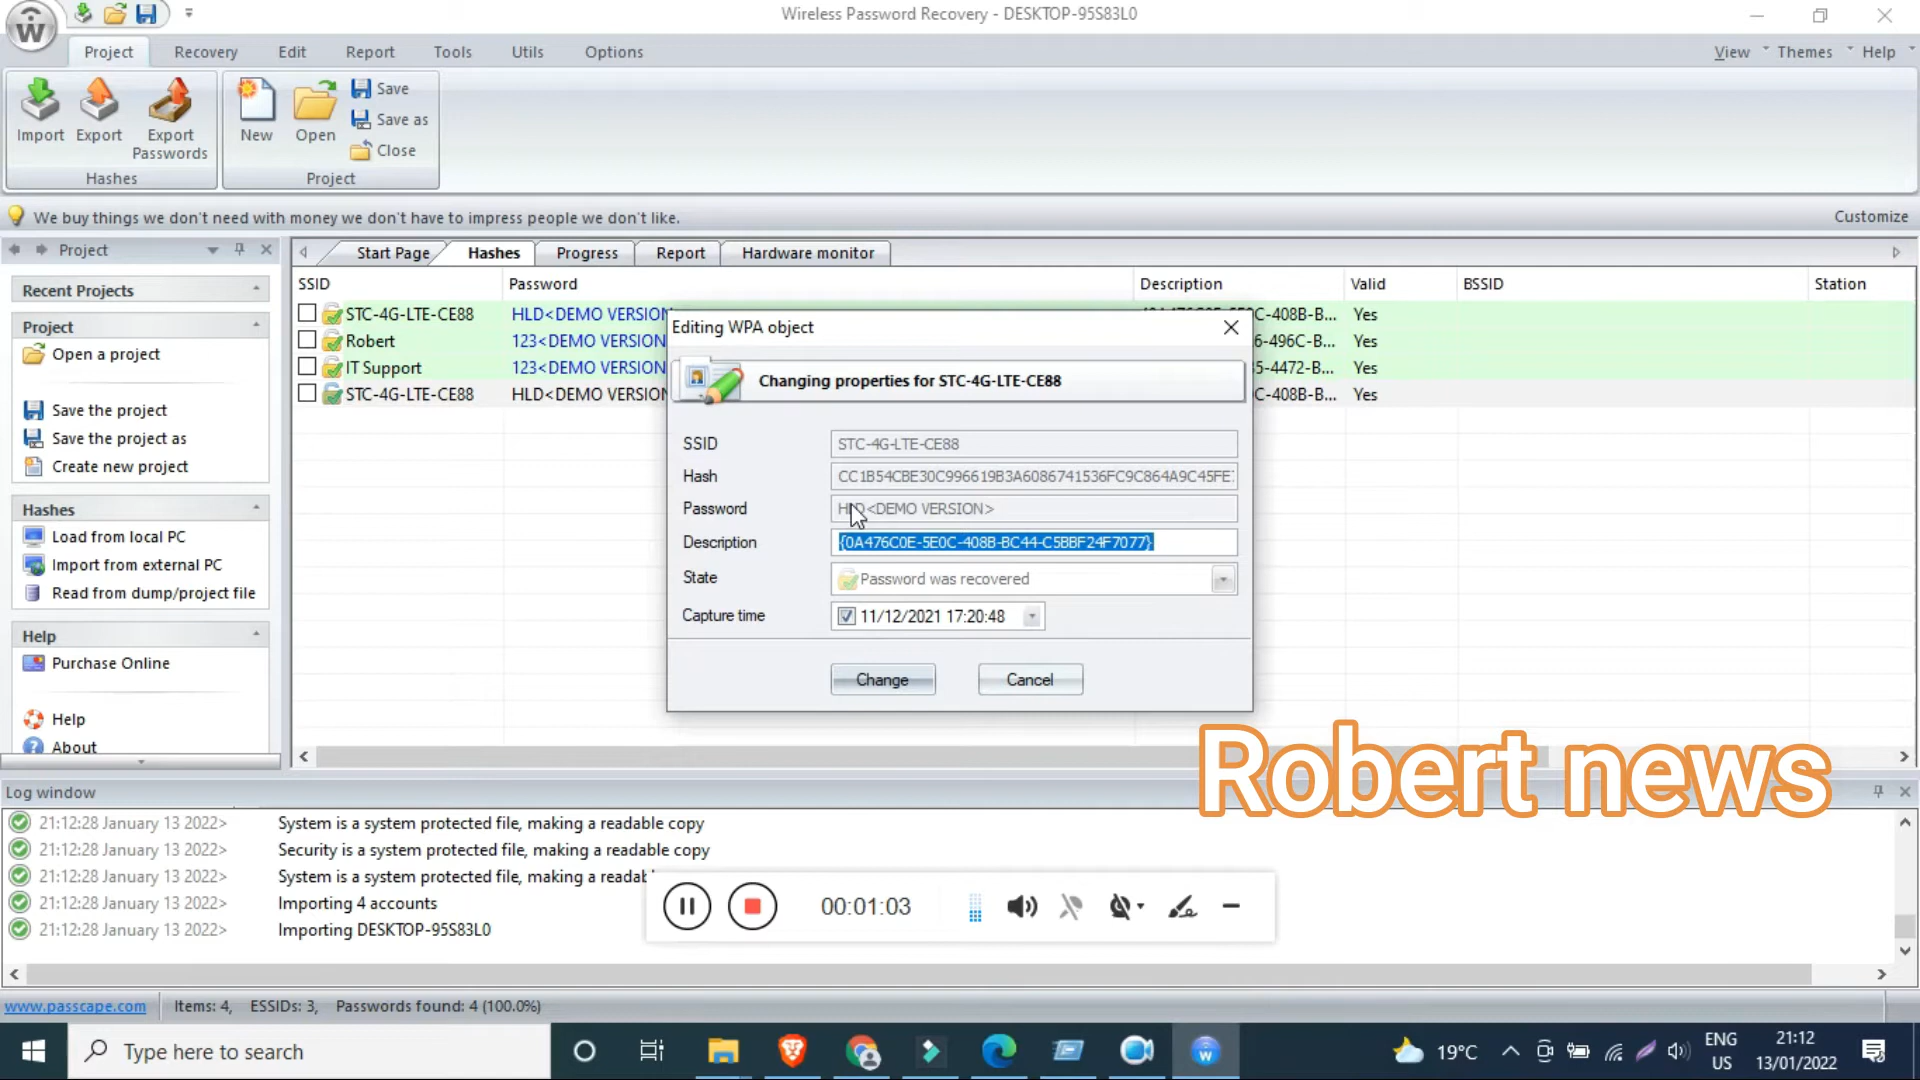 Wireless Password Recovery - DESKTOP-95S83L0
Project Recovery Edit Report Tools Utils Options View Themes Help
Import Export Export Passwords New Open Save
Save as
Close
Hashes Project
We buy things we don't need with money we don't have to impress people we don't like. Customize
Project
Recent Projects
Project
Open a project
Save the project
Save the project as
Create new project
Hashes
Load from local PC
Import from external PC
Read from dump/project file
Help
Purchase Online
Help
About
Start Page Hashes Progress Report Hardware monitor
SSID Password Description Valid BSSID Station
STC-4G-LTE-CE88 HLD<DEMO VERSION C-408B-B... Yes
Robert 123<DEMO VERSION 6-496C-B... Yes
IT Support 123<DEMO VERSION 5-4472-B... Yes
STC-4G-LTE-CE88 HLD<DEMO VERSION C-408B-B... Yes
Editing WPA object
Changing properties for STC-4G-LTE-CE88
SSID STC-4G-LTE-CE88
Hash CC1B54CBE30C996619B3A6086741536FC9C864A9C45FE
Password HLD<DEMO VERSION>
Description {0A476C0E-5E0C-408B-BC44-C5BBF24F7077}
State Password was recovered
Capture time 11/12/2021 17:20:48
Change Cancel
Robert news
Log window
21:12:28 January 13 2022> System is a system protected file, making a readable copy
21:12:28 January 13 2022> Security is a system protected file, making a readable copy
21:12:28 January 13 2022> System is a system protected file, making a readab
21:12:28 January 13 2022> Importing 4 accounts
21:12:28 January 13 2022> Importing DESKTOP-95S83L0
00:01:03
www.passcape.com Items: 4, ESSIDs: 3, Passwords found: 4 (100.0%)
Type here to search
19°C
ENG
US
21:12
13/01/2022